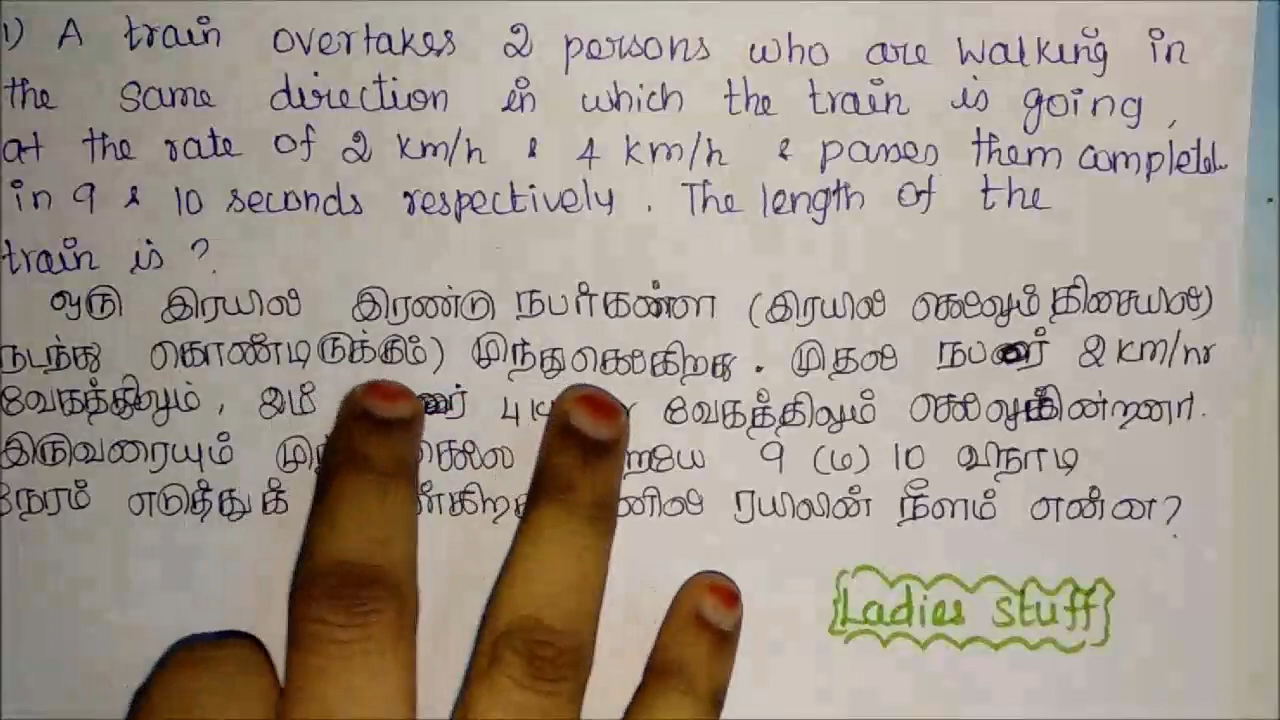 1) A train overtakes 2 persons who are walking in
the same direction in which the train is going,
at the rate of 2 km/h & 4 km/h & passes them complete
in 9 & 10 seconds respectively. The length of the
train is?
ஒரு இரயில் இரண்டு நபர்களை (இரயில் செல்லும் திசையில்)
நடந்து கொண்டிருக்கும்) முந்துகெல்கிறது. முதல் நபர் 2 km/hr
வேகத்திலும், 4 வேகத்திலும் செல்லுகின்றனர்.
இருவரையும் 9 (ம) 10 வினாடி
நேரம் எடுத்துக் ரயிலின் நீளம் என்ன?
Ladies stuff